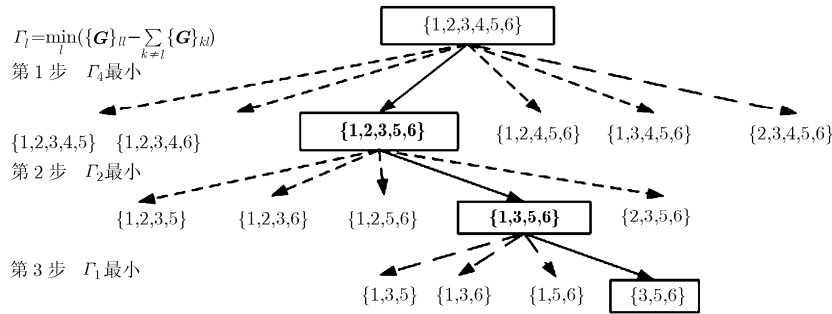 {1,2,3,4,5,6}
Γ_l=min_l({G}_ll−∑_{k≠l}{G}_kl)
第 1 步 Γ₄最小
{1,2,3,4,5} {1,2,3,4,6} {1,2,3,5,6} {1,2,4,5,6} {1,3,4,5,6} {2,3,4,5,6}
第 2 步 Γ₂最小
{1,2,3,5} {1,2,3,6} {1,2,5,6} {1,3,5,6} {2,3,5,6}
第 3 步 Γ₁最小
{1,3,5} {1,3,6} {1,5,6} {3,5,6}